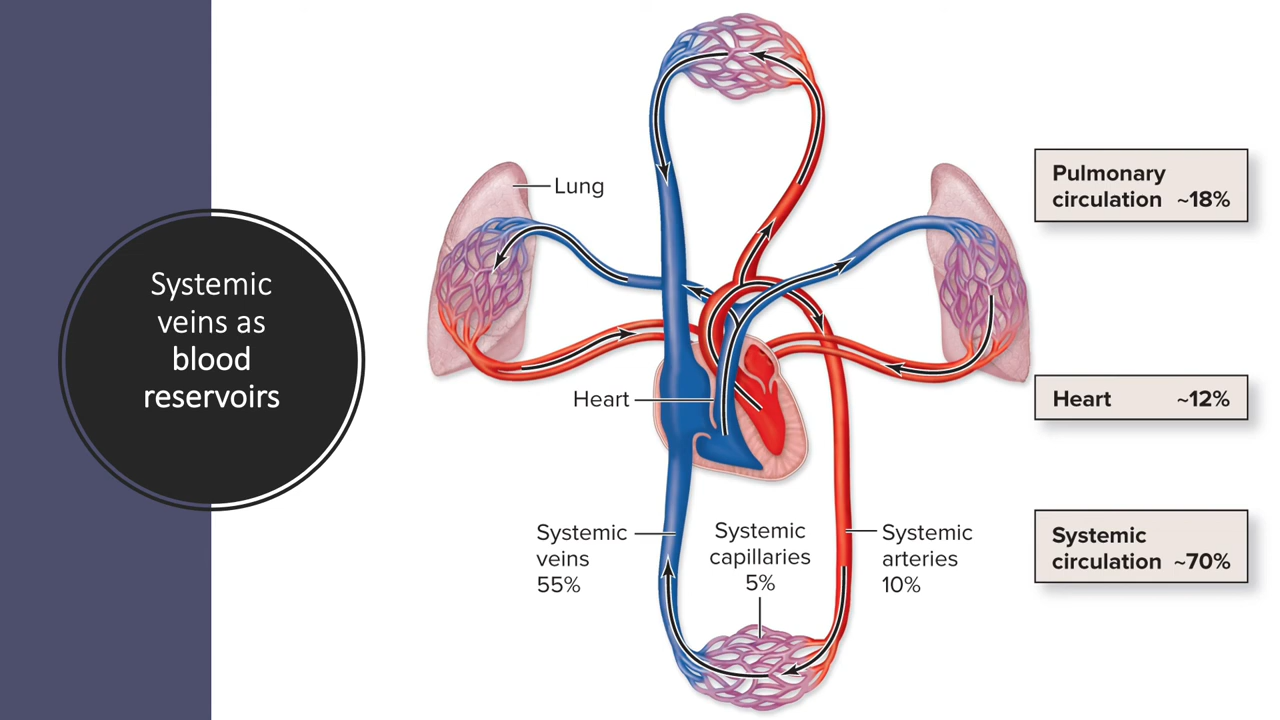 Systemic
veins as
blood
reservoirs
Lung
Heart
Systemic
veins
55%
Systemic
capillaries
5%
Systemic
arteries
10%
Pulmonary
circulation ~18%
Heart ~12%
Systemic
circulation ~70%